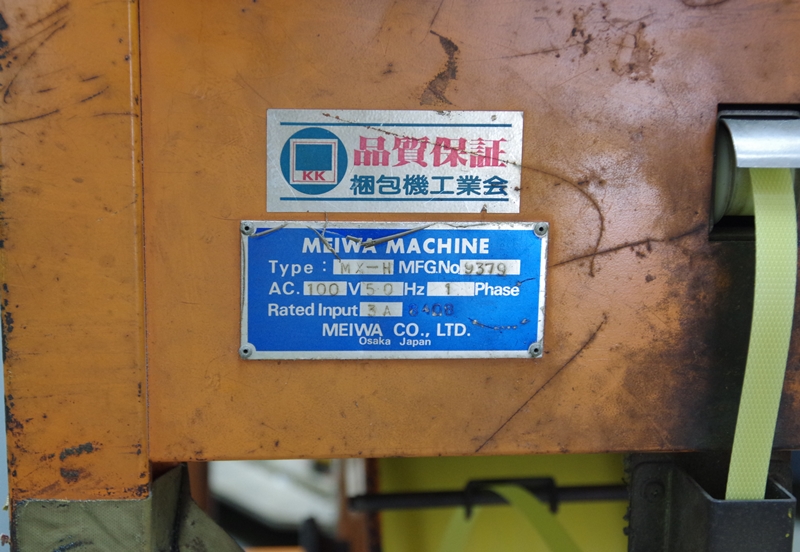 KK
品質保証
梱包機工業会
MEIWA MACHINE
Type : MX-H MFG.No 9379
AC. 100 V 50 Hz 1 Phase
Rated Input 3A
MEIWA CO., LTD.
Osaka Japan